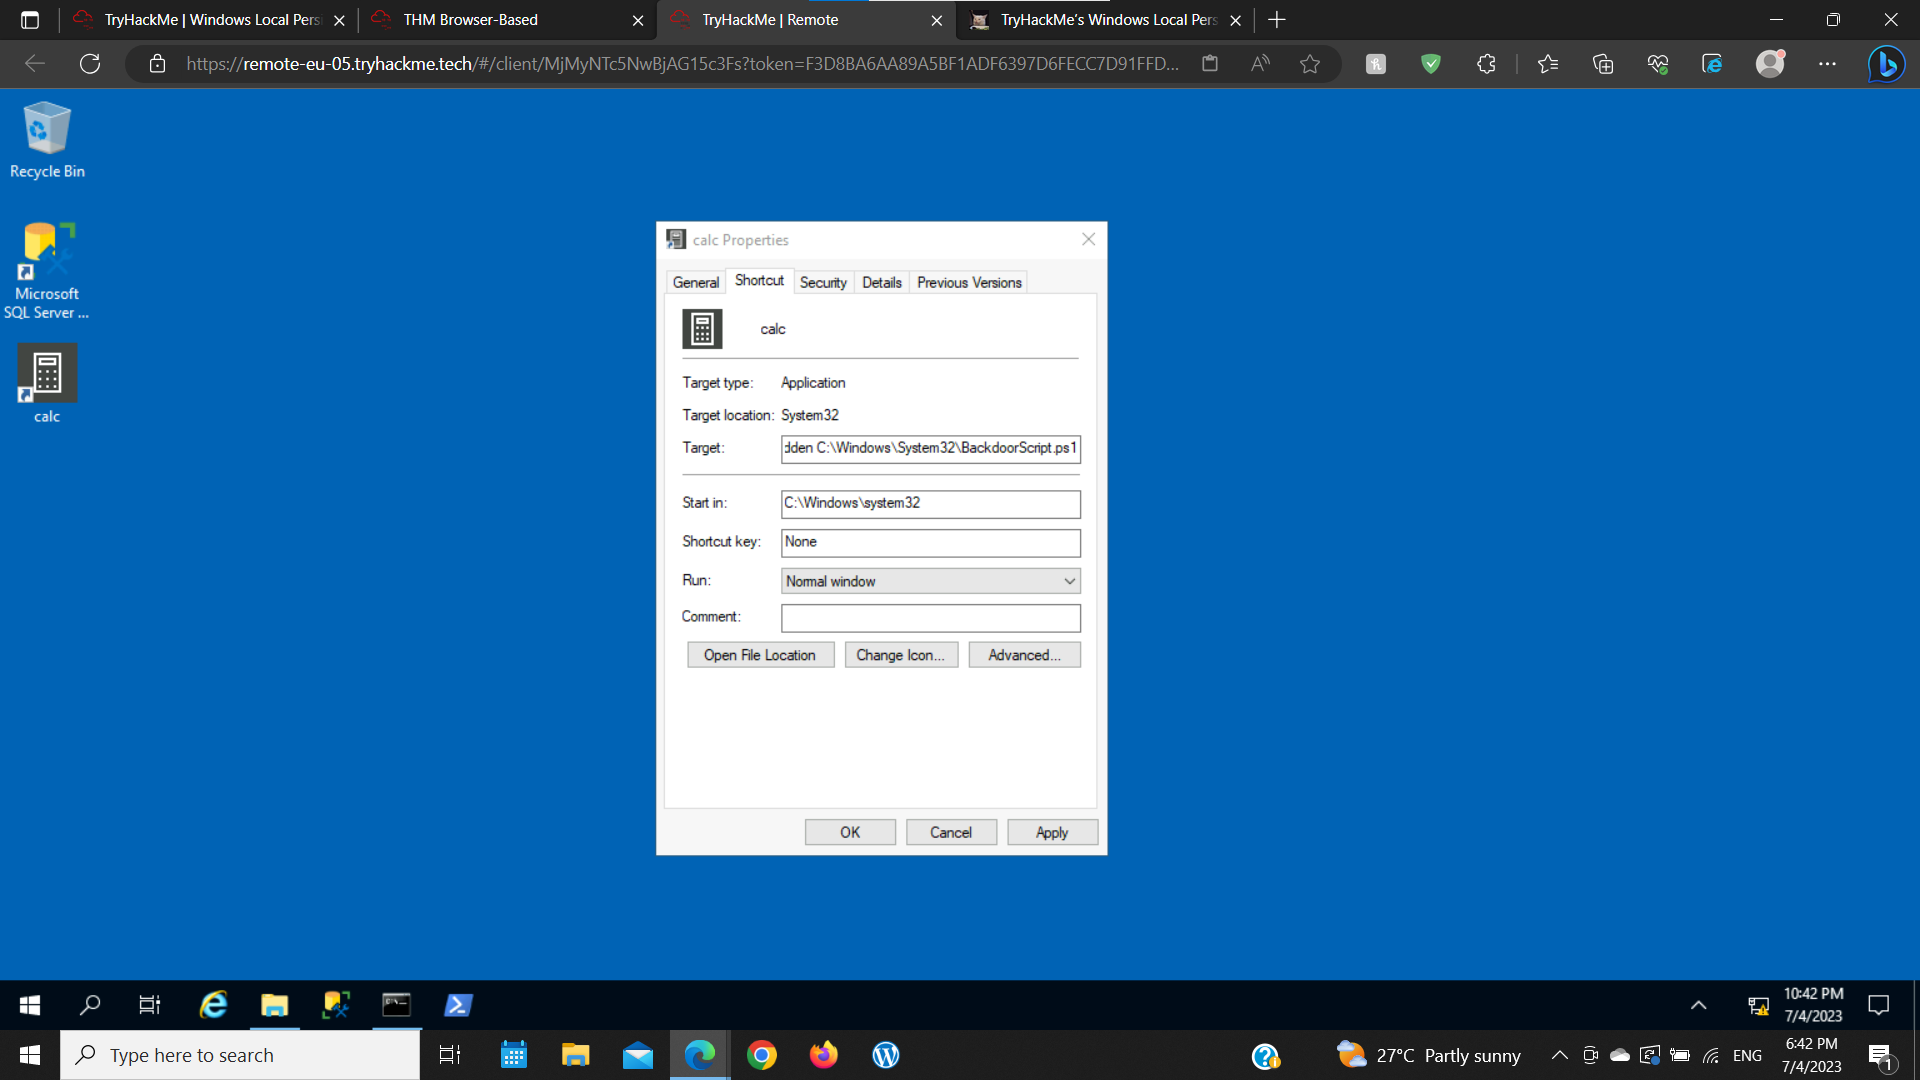 TryHackMe | Windows Local Pers
THM Browser-Based
TryHackMe | Remote
TryHackMe's Windows Local Pers
https://remote-eu-05.tryhackme.tech/#/client/MjMyNTc5NwBjAG15c3Fs?token=F3D8BA6AA89A5BF1ADF6397D6FECC7D91FFD...
Recycle Bin
Microsoft
SQL Server ...
calc
calc Properties
General
Shortcut
Security
Details
Previous Versions
calc
Target type: Application
Target location: System32
Target: dden C:\Windows\System32\BackdoorScript.ps1
Start in: C:\Windows\system32
Shortcut key: None
Run: Normal window
Comment:
Open File Location
Change Icon...
Advanced...
OK
Cancel
Apply
10:42 PM
7/4/2023
Type here to search
27°C Partly sunny
ENG
6:42 PM
7/4/2023
1